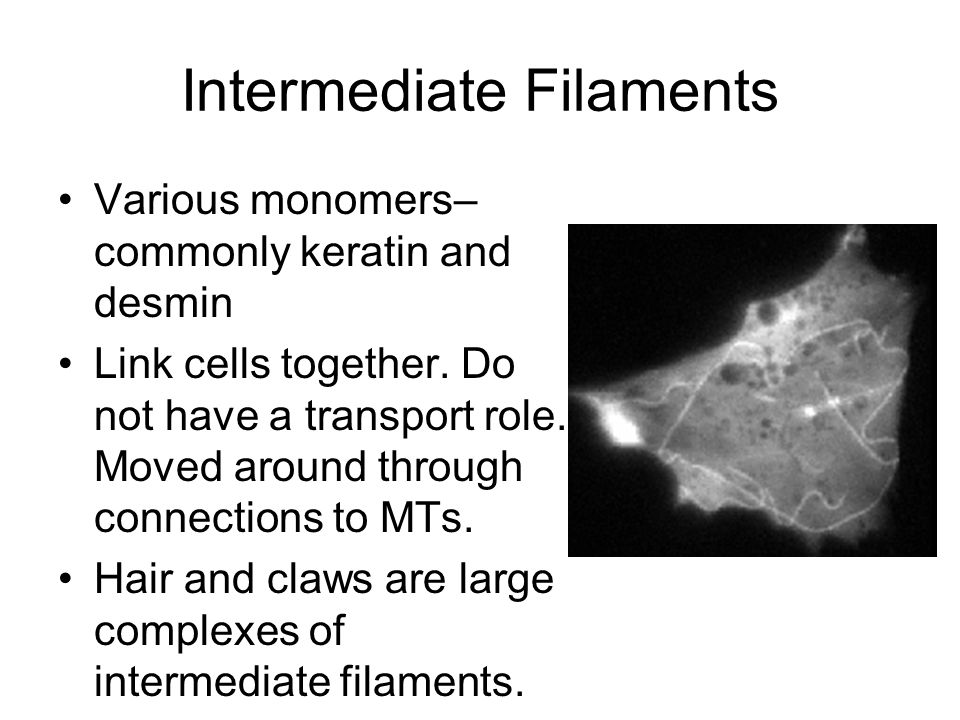 Intermediate Filaments
• Various monomers–
commonly keratin and
desmin
• Link cells together. Do
not have a transport role.
Moved around through
connections to MTs.
• Hair and claws are large
complexes of
intermediate filaments.